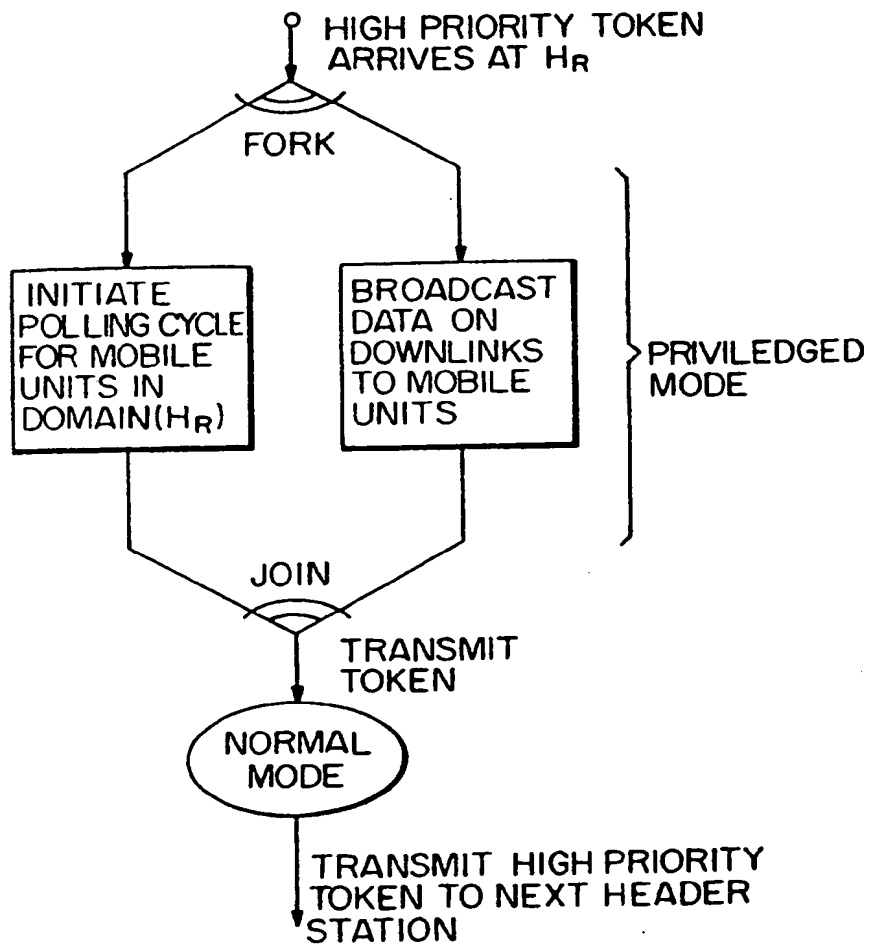 HIGH PRIORITY TOKEN
ARRIVES AT HR
FORK
INITIATE
POLLING CYCLE
FOR MOBILE
UNITS IN
DOMAIN(HR)
BROADCAST
DATA ON
DOWNLINKS
TO MOBILE
UNITS
PRIVILEDGED
MODE
JOIN
TRANSMIT
TOKEN
NORMAL
MODE
TRANSMIT HIGH PRIORITY
TOKEN TO NEXT HEADER
STATION